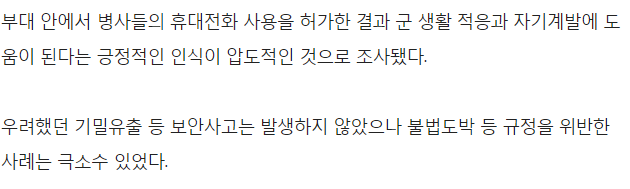 부대 안에서 병사들의 휴대전화 사용을 허가한 결과 군 생활 적응과 자기계발에 도
움이 된다는 긍정적인 인식이 압도적인 것으로 조사됐다.
우려했던 기밀유출 등 보안사고는 발생하지 않았으나 불법도박 등 규정을 위반한
사례는 극소수 있었다.